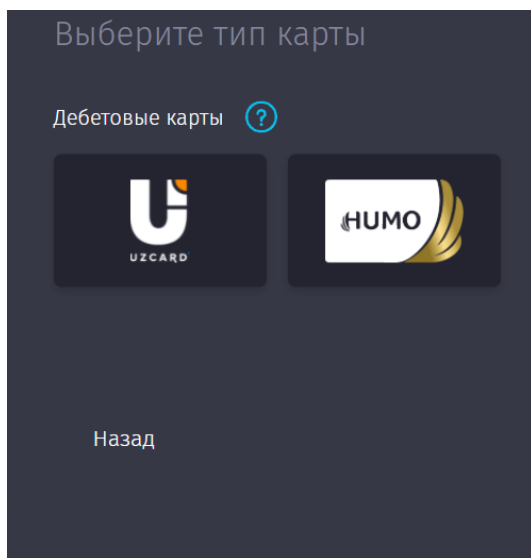 Выберите тип карты
Дебетовые карты ?
UZCARD
HUMO
Назад